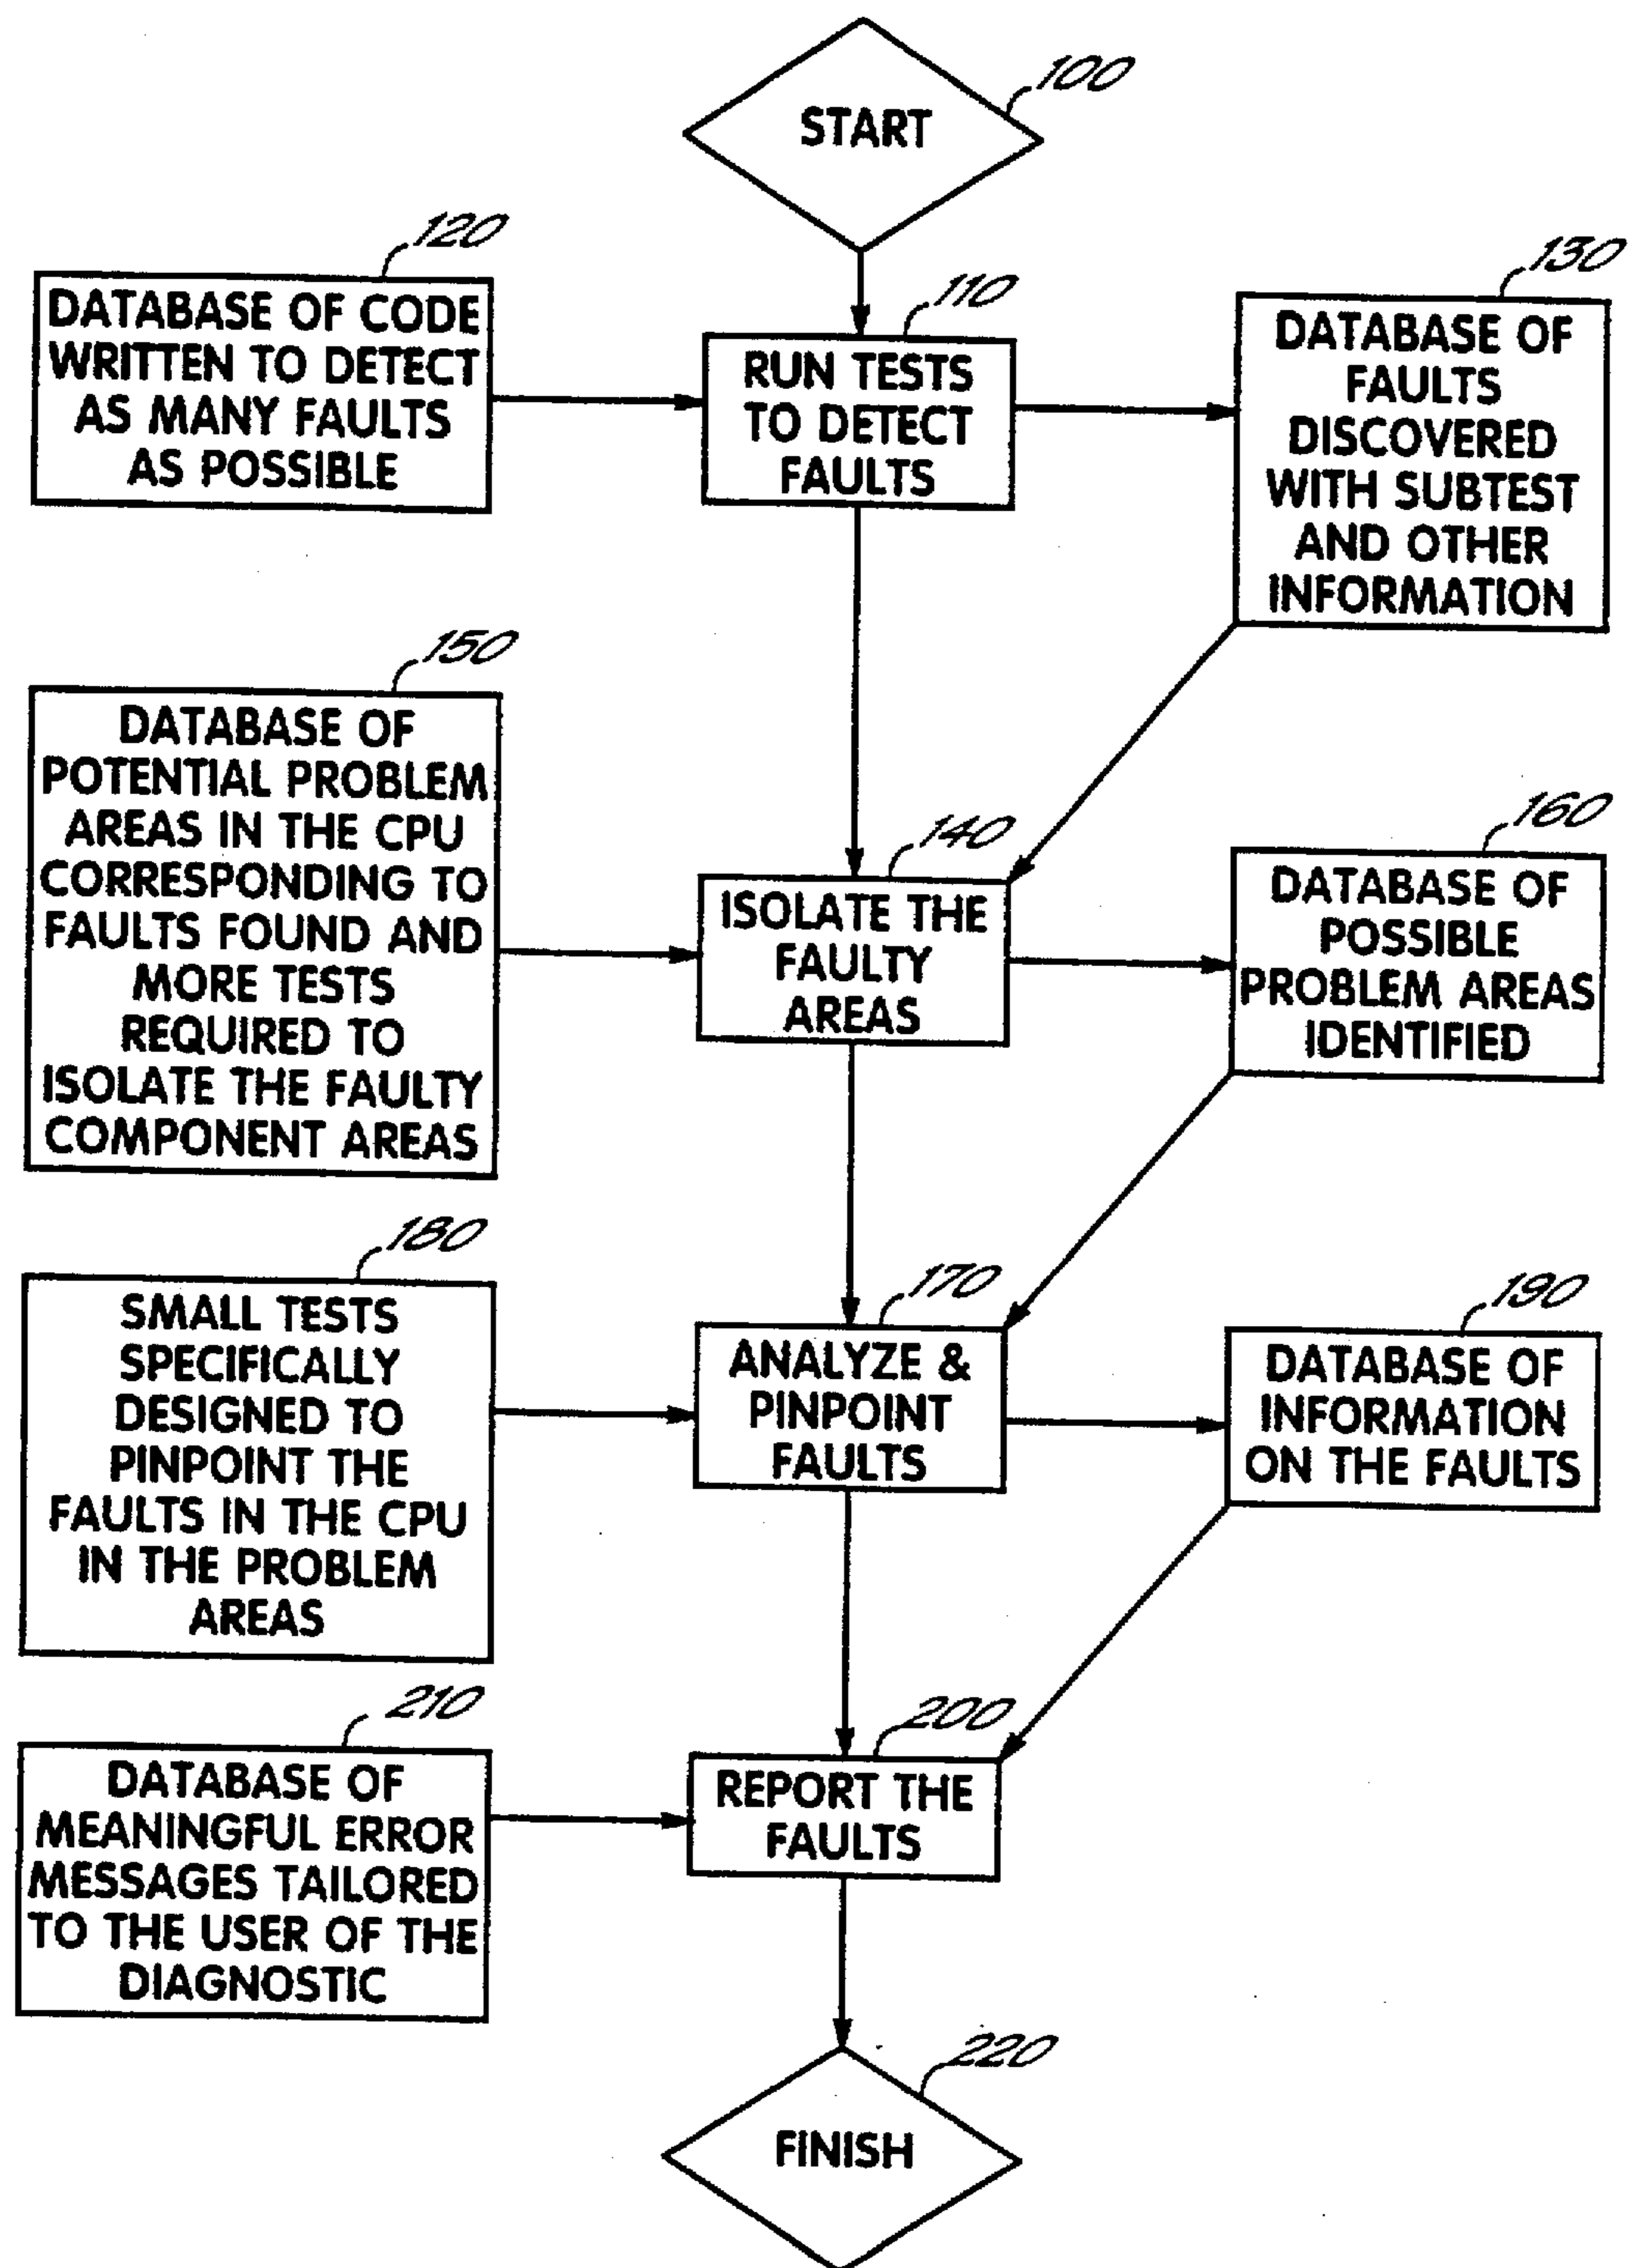 100
START
120
DATABASE OF CODE
WRITTEN TO DETECT
AS MANY FAULTS
AS POSSIBLE
110
RUN TESTS
TO DETECT
FAULTS
130
DATABASE OF
FAULTS
DISCOVERED
WITH SUBTEST
AND OTHER
INFORMATION
150
DATABASE OF
POTENTIAL PROBLEM
AREAS IN THE CPU
CORRESPONDING TO
FAULTS FOUND AND
MORE TESTS
REQUIRED TO
ISOLATE THE FAULTY
COMPONENT AREAS
140
ISOLATE THE
FAULTY
AREAS
160
DATABASE OF
POSSIBLE
PROBLEM AREAS
IDENTIFIED
180
SMALL TESTS
SPECIFICALLY
DESIGNED TO
PINPOINT THE
FAULTS IN THE CPU
IN THE PROBLEM
AREAS
170
ANALYZE &
PINPOINT
FAULTS
190
DATABASE OF
INFORMATION
ON THE FAULTS
210
DATABASE OF
MEANINGFUL ERROR
MESSAGES TAILORED
TO THE USER OF THE
DIAGNOSTIC
200
REPORT THE
FAULTS
220
FINISH